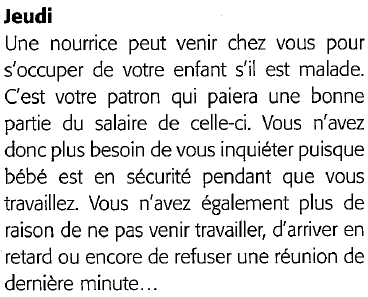 Jeudi
Une nourrice peut venir chez vous pour
s'occuper de votre enfant s'il est malade.
C'est votre patron qui paiera une bonne
partie du salaire de celle-ci. Vous n'avez
donc plus besoin de vous inquiéter puisque
bébé est en sécurité pendant que vous
travaillez. Vous n'avez également plus de
raison de ne pas venir travailler, d'arriver en
retard ou encore de refuser une réunion de
dernière minute…